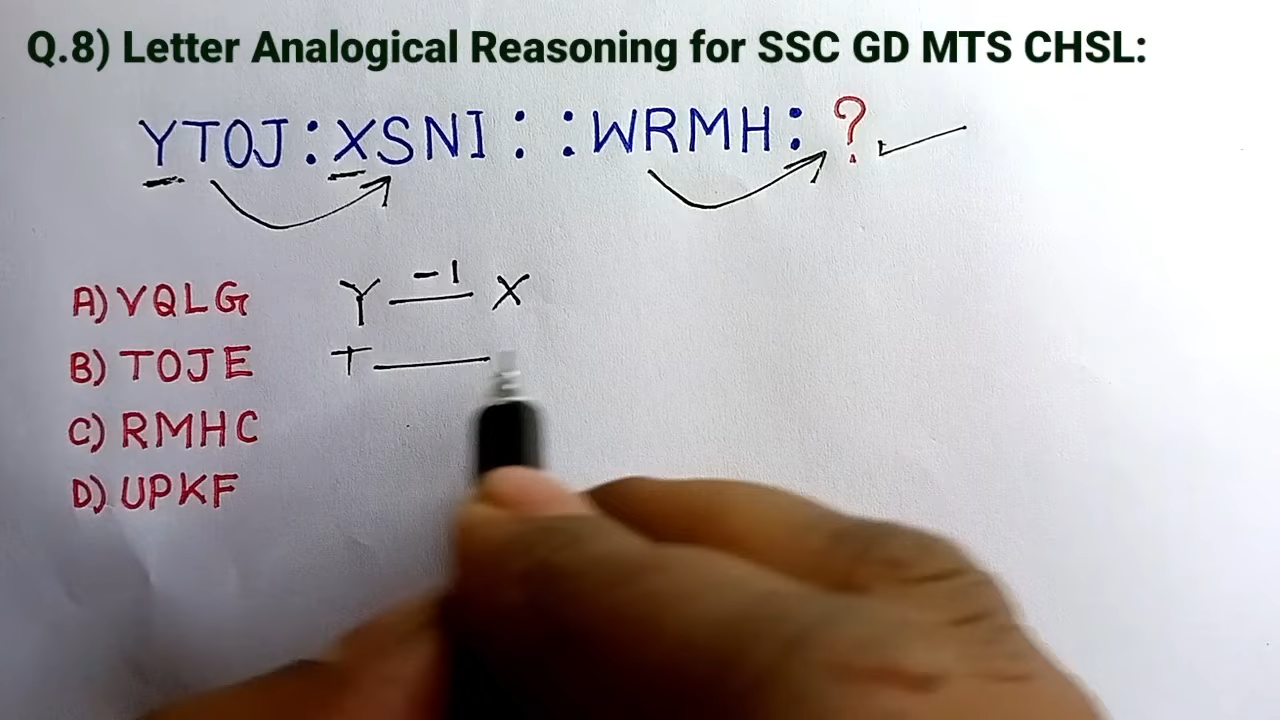 Q.8) Letter Analogical Reasoning for SSC GD MTS CHSL:
YTOJ:XSNI::WRMH:?
A) VQLG
B) TOJE
C) RMHC
D) UPKF
Y -1 X
T